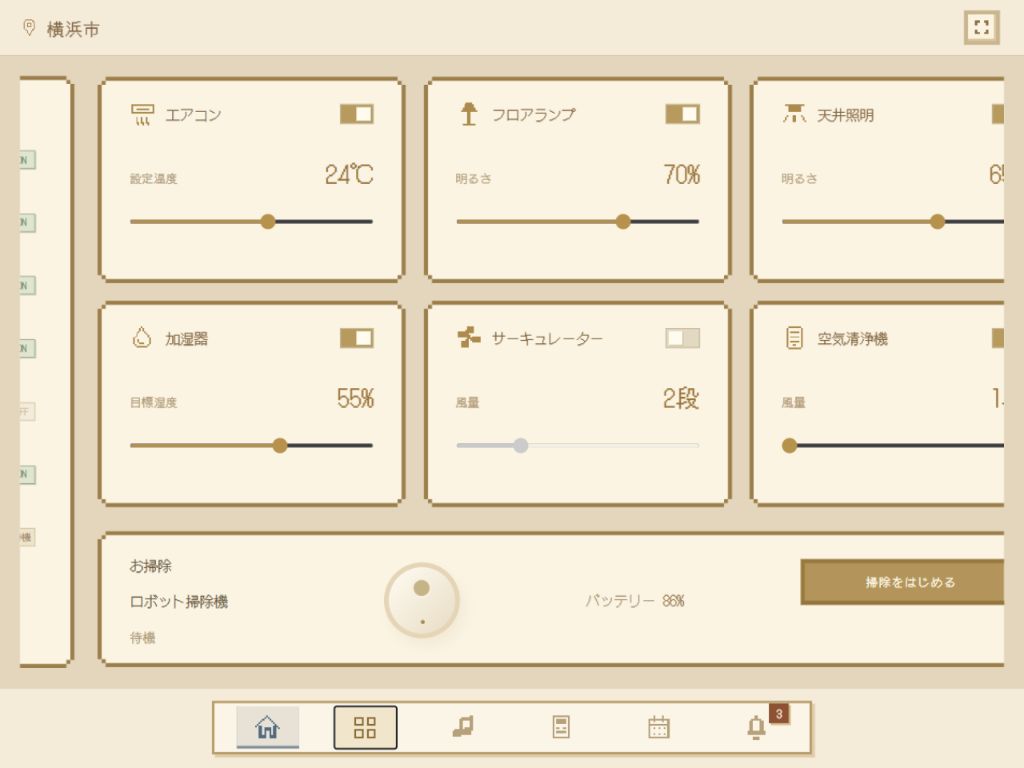 横浜市
エアコン
設定温度 24℃
フロアランプ
明るさ 70%
天井照明
明るさ
加湿器
目標湿度 55%
サーキュレーター
風量 2段
空気清浄機
風量
お掃除
ロボット掃除機
待機
バッテリー 86%
掃除をはじめる
3